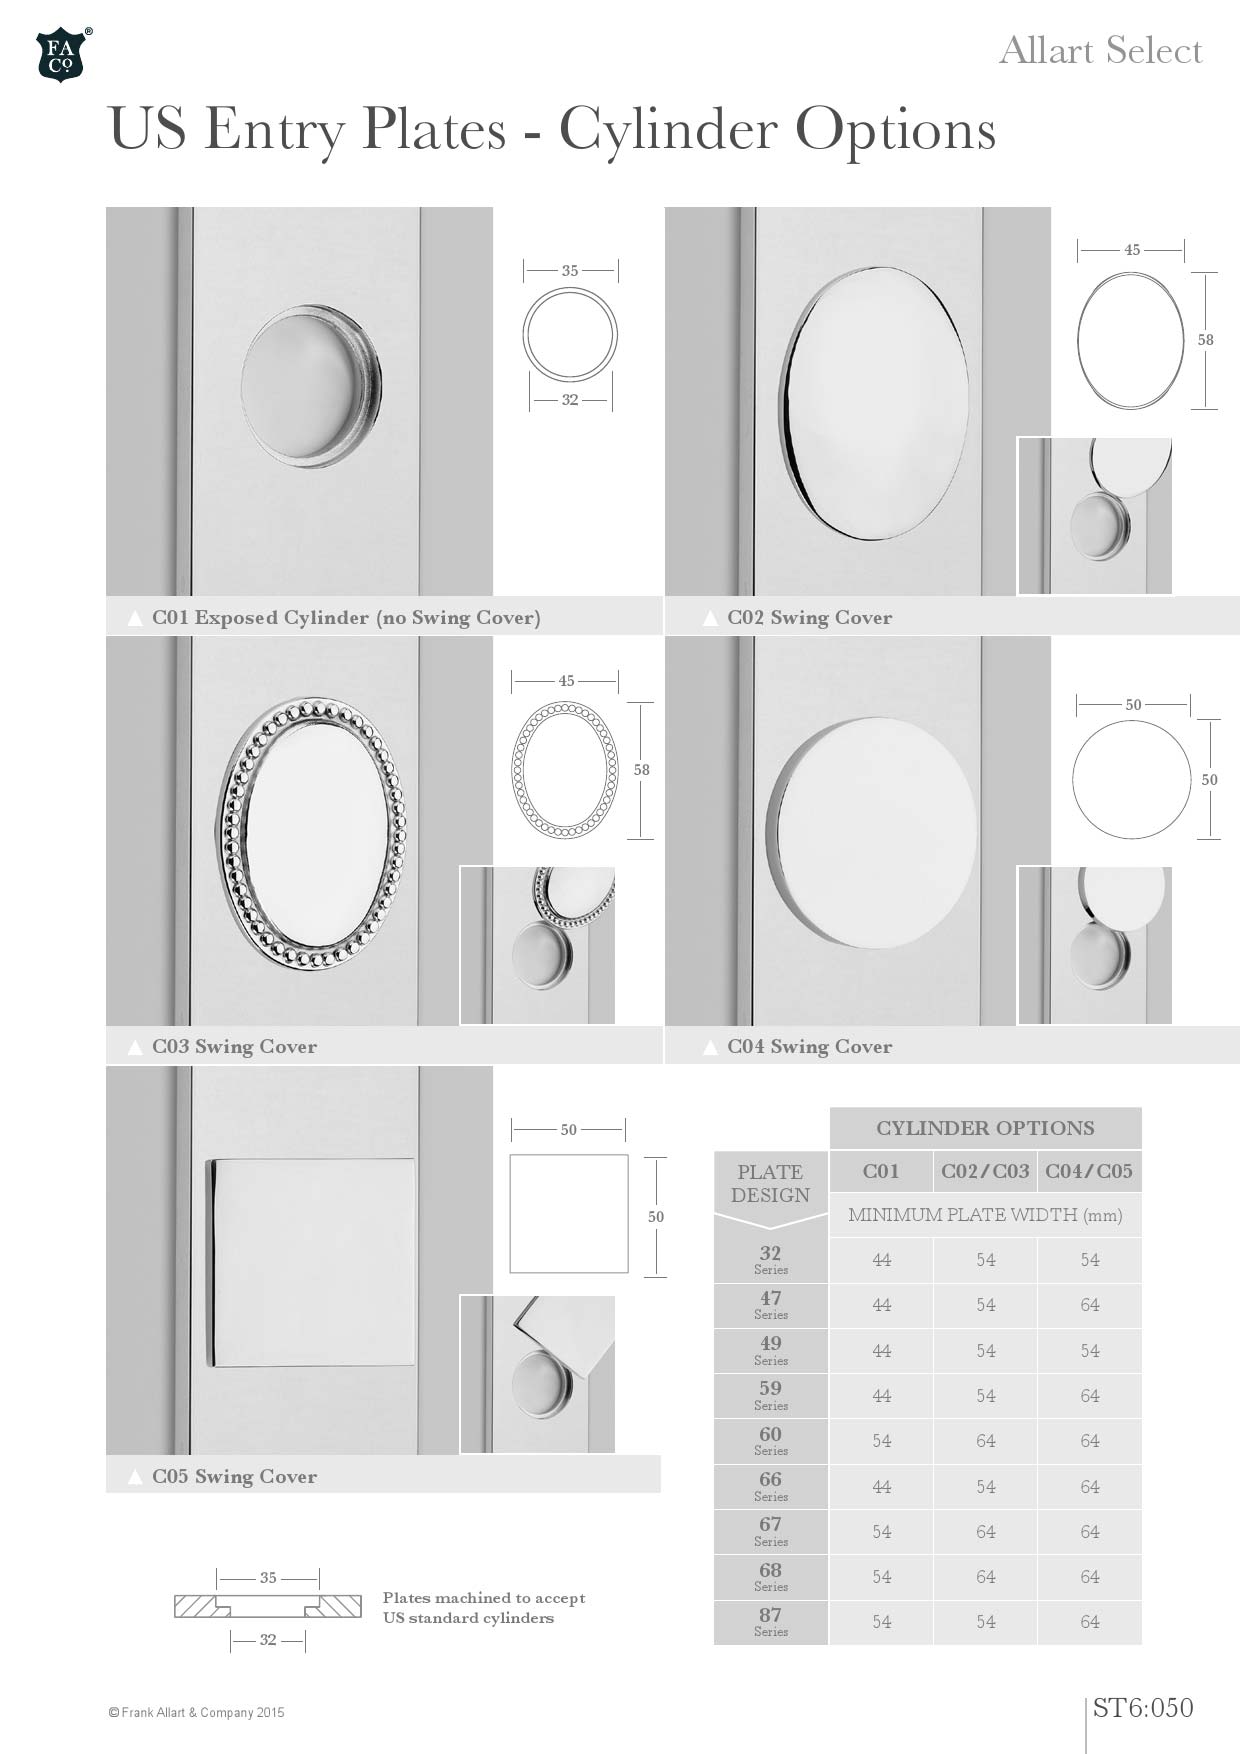 FA
Co.
®
Allart Select
US Entry Plates - Cylinder Options
35
32
45
58
C01 Exposed Cylinder (no Swing Cover)
C02 Swing Cover
45
58
50
50
C03 Swing Cover
C04 Swing Cover
50
50
C05 Swing Cover
CYLINDER OPTIONS
PLATE DESIGN
C01 C02/C03 C04/C05
MINIMUM PLATE WIDTH (mm)
32 Series 44 54 54
47 Series 44 54 64
49 Series 44 54 54
59 Series 44 54 64
60 Series 54 64 64
66 Series 44 54 64
67 Series 54 64 64
68 Series 54 64 64
87 Series 54 54 64
35
32
Plates machined to accept
US standard cylinders
© Frank Allart & Company 2015
ST6:050